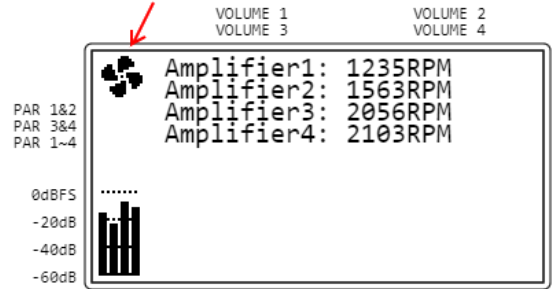 VOLUME 1 VOLUME 2
VOLUME 3 VOLUME 4
Amplifier1: 1235RPM
Amplifier2: 1563RPM
Amplifier3: 2056RPM
Amplifier4: 2103RPM
PAR 1&2
PAR 3&4
PAR 1~4
0dBFS
-20dB
-40dB
-60dB